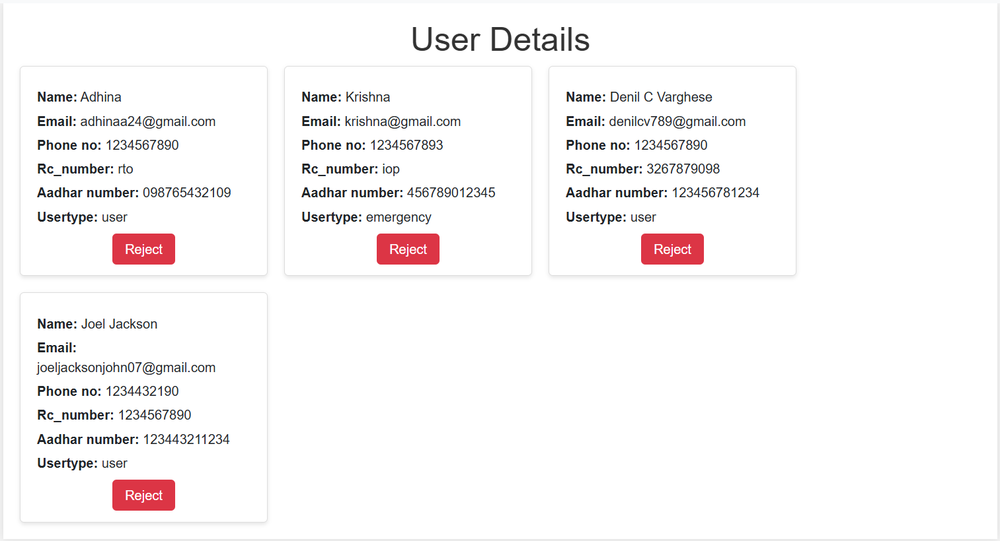 User Details
Name: Adhina
Email: adhinaa24@gmail.com
Phone no: 1234567890
Rc_number: rto
Aadhar number: 098765432109
Usertype: user
Reject
Name: Krishna
Email: krishna@gmail.com
Phone no: 1234567893
Rc_number: iop
Aadhar number: 456789012345
Usertype: emergency
Reject
Name: Denil C Varghese
Email: denilcv789@gmail.com
Phone no: 1234567890
Rc_number: 3267879098
Aadhar number: 123456781234
Usertype: user
Reject
Name: Joel Jackson
Email:
joeljacksonjohn07@gmail.com
Phone no: 1234432190
Rc_number: 1234567890
Aadhar number: 123443211234
Usertype: user
Reject